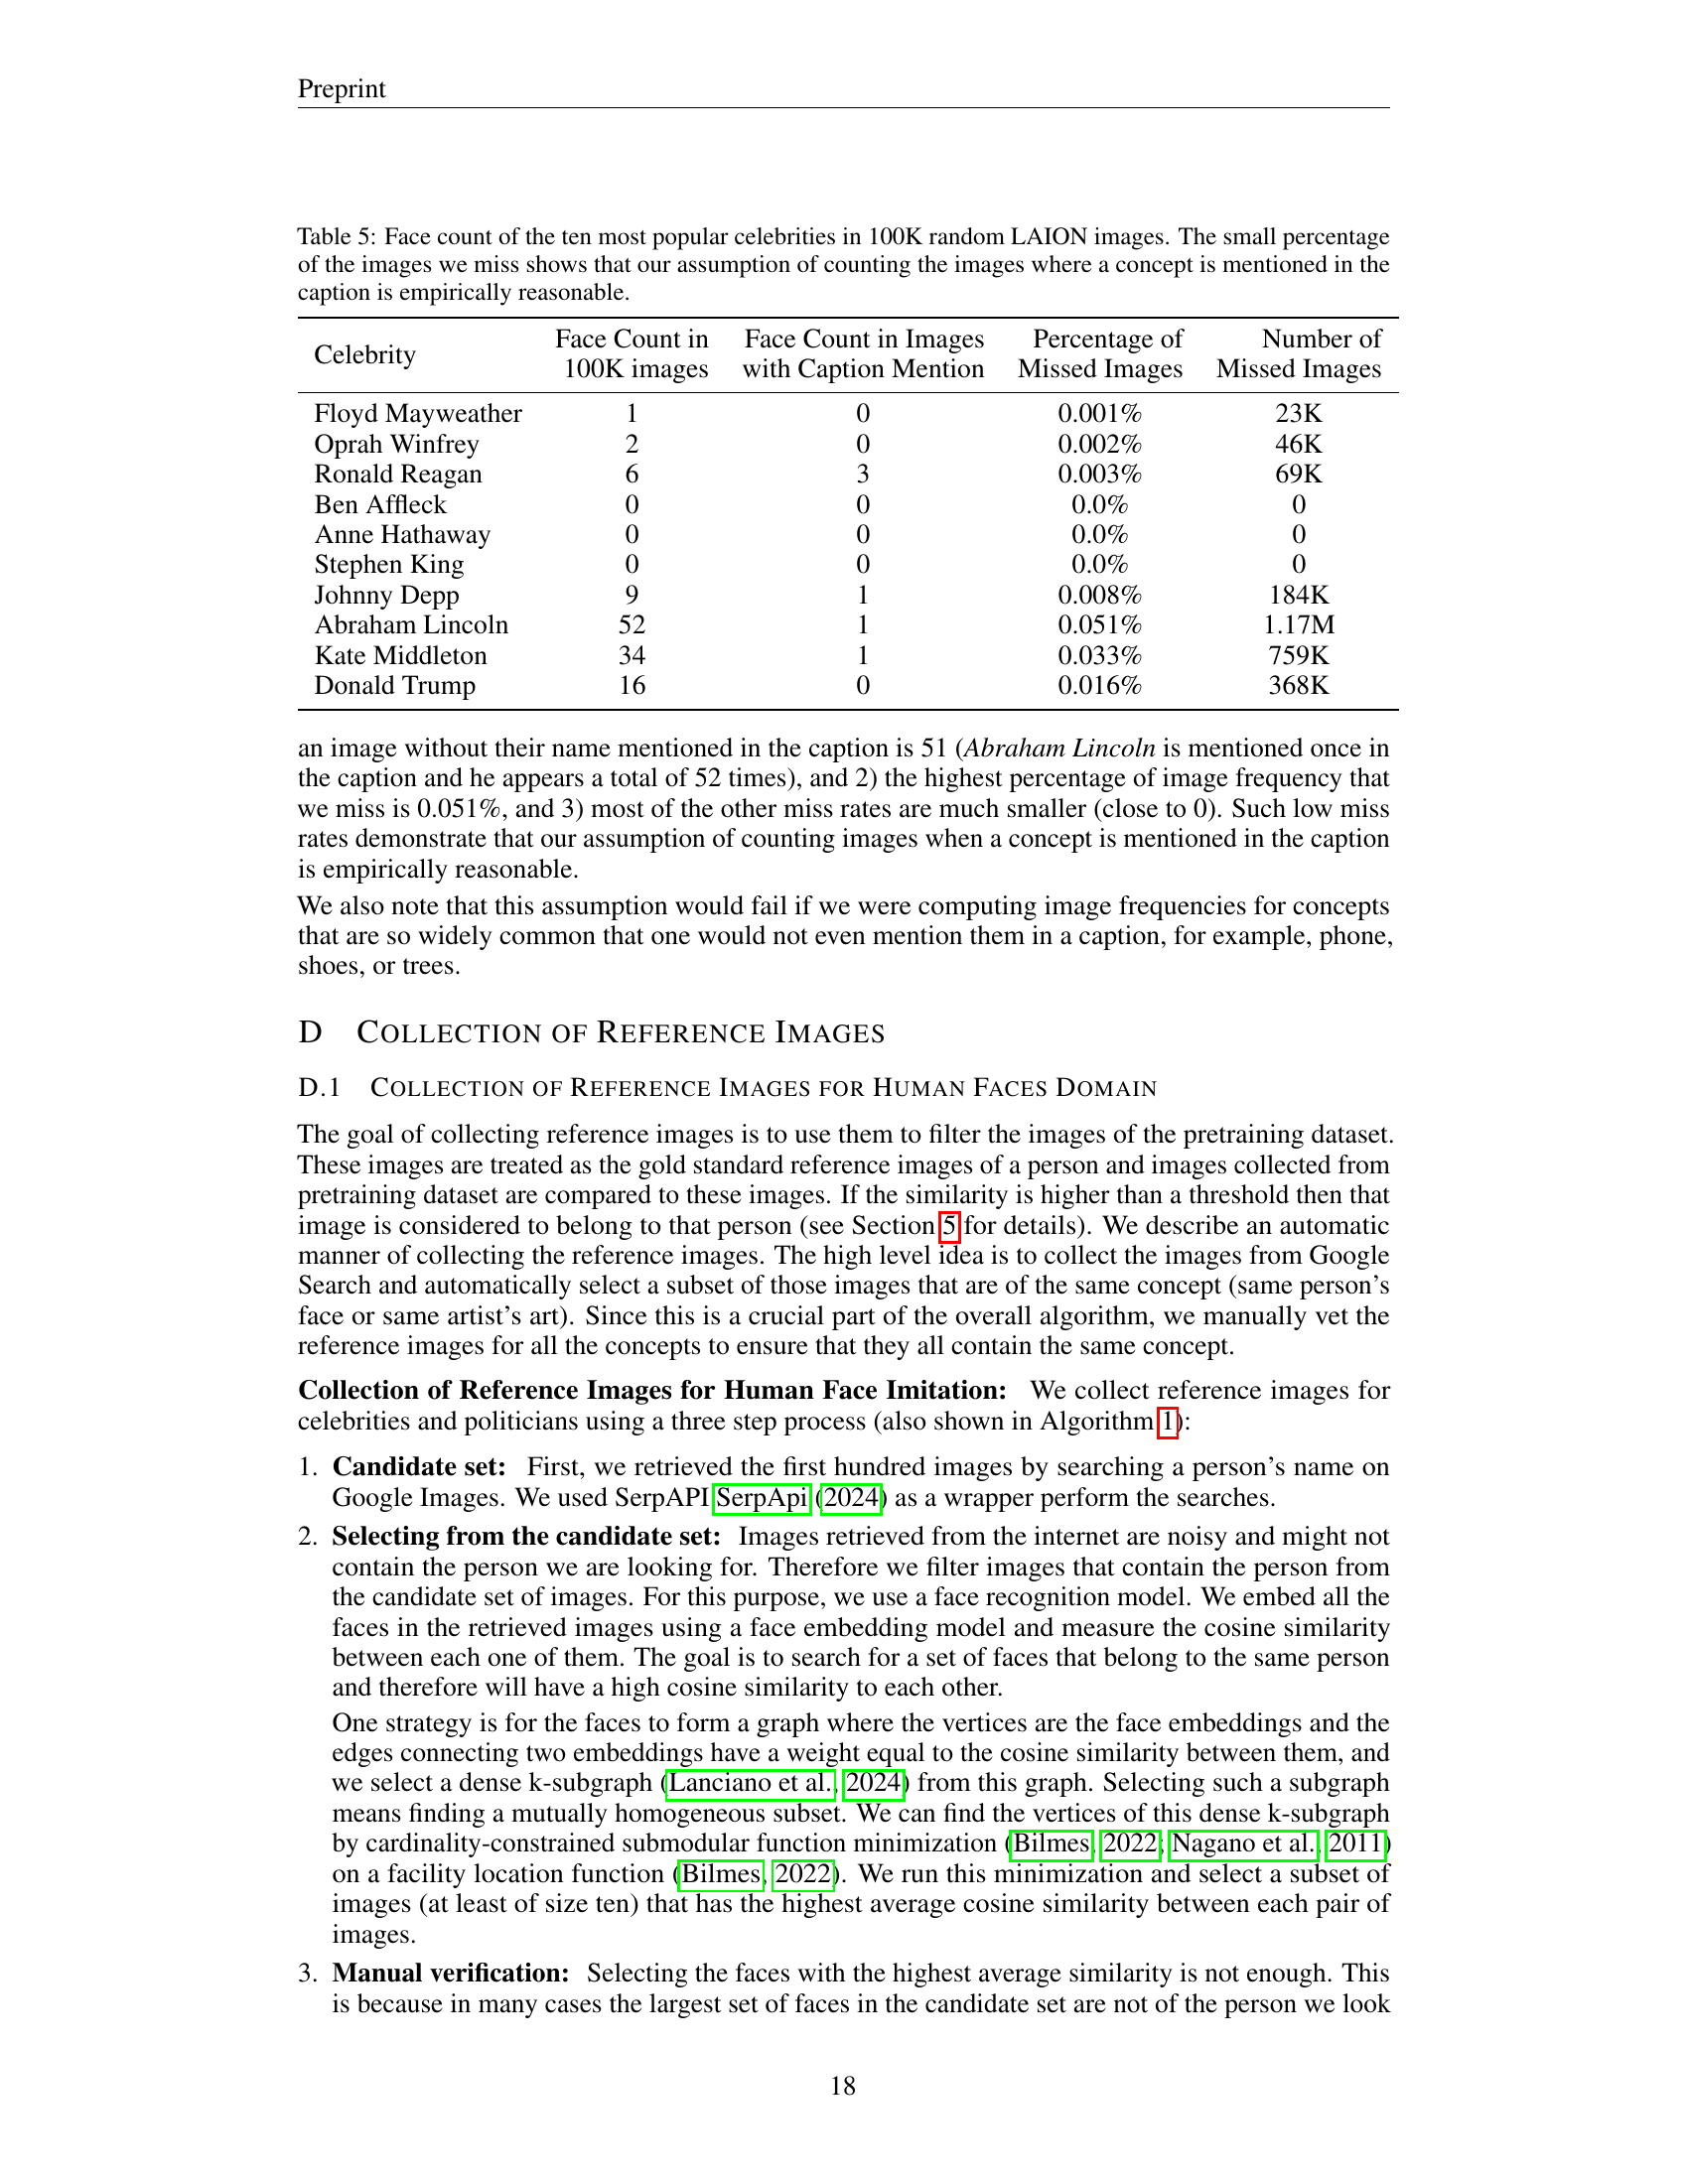 Preprint
Table 5: Face count of the ten most popular celebrities in 100K random LAION images. The small percentage
of the images we miss shows that our assumption of counting the images where a concept is mentioned in the
caption is empirically reasonable.
Celebrity Face Count in 100K images Face Count in Images with Caption Mention Percentage of Missed Images Number of Missed Images
Floyd Mayweather 1 0 0.001% 23K
Oprah Winfrey 2 0 0.002% 46K
Ronald Reagan 6 3 0.003% 69K
Ben Affleck 0 0 0.0% 0
Anne Hathaway 0 0 0.0% 0
Stephen King 0 0 0.0% 0
Johnny Depp 9 1 0.008% 184K
Abraham Lincoln 52 1 0.051% 1.17M
Kate Middleton 34 1 0.033% 759K
Donald Trump 16 0 0.016% 368K
an image without their name mentioned in the caption is 51 (Abraham Lincoln is mentioned once in
the caption and he appears a total of 52 times), and 2) the highest percentage of image frequency that
we miss is 0.051%, and 3) most of the other miss rates are much smaller (close to 0). Such low miss
rates demonstrate that our assumption of counting images when a concept is mentioned in the caption
is empirically reasonable.
We also note that this assumption would fail if we were computing image frequencies for concepts
that are so widely common that one would not even mention them in a caption, for example, phone,
shoes, or trees.
D COLLECTION OF REFERENCE IMAGES
D.1 COLLECTION OF REFERENCE IMAGES FOR HUMAN FACES DOMAIN
The goal of collecting reference images is to use them to filter the images of the pretraining dataset.
These images are treated as the gold standard reference images of a person and images collected from
pretraining dataset are compared to these images. If the similarity is higher than a threshold then that
image is considered to belong to that person (see Section 5 for details). We describe an automatic
manner of collecting the reference images. The high level idea is to collect the images from Google
Search and automatically select a subset of those images that are of the same concept (same person's
face or same artist's art). Since this is a crucial part of the overall algorithm, we manually vet the
reference images for all the concepts to ensure that they all contain the same concept.
Collection of Reference Images for Human Face Imitation: We collect reference images for
celebrities and politicians using a three step process (also shown in Algorithm 1):
1. Candidate set: First, we retrieved the first hundred images by searching a person's name on
Google Images. We used SerpAPI SerpApi (2024) as a wrapper perform the searches.
2. Selecting from the candidate set: Images retrieved from the internet are noisy and might not
contain the person we are looking for. Therefore we filter images that contain the person from
the candidate set of images. For this purpose, we use a face recognition model. We embed all the
faces in the retrieved images using a face embedding model and measure the cosine similarity
between each one of them. The goal is to search for a set of faces that belong to the same person
and therefore will have a high cosine similarity to each other.
One strategy is for the faces to form a graph where the vertices are the face embeddings and the
edges connecting two embeddings have a weight equal to the cosine similarity between them, and
we select a dense k-subgraph (Lanciano et al., 2024) from this graph. Selecting such a subgraph
means finding a mutually homogeneous subset. We can find the vertices of this dense k-subgraph
by cardinality-constrained submodular function minimization (Bilmes, 2022; Nagano et al., 2011)
on a facility location function (Bilmes, 2022). We run this minimization and select a subset of
images (at least of size ten) that has the highest average cosine similarity between each pair of
images.
3. Manual verification: Selecting the faces with the highest average similarity is not enough. This
is because in many cases the largest set of faces in the candidate set are not of the person we look
18